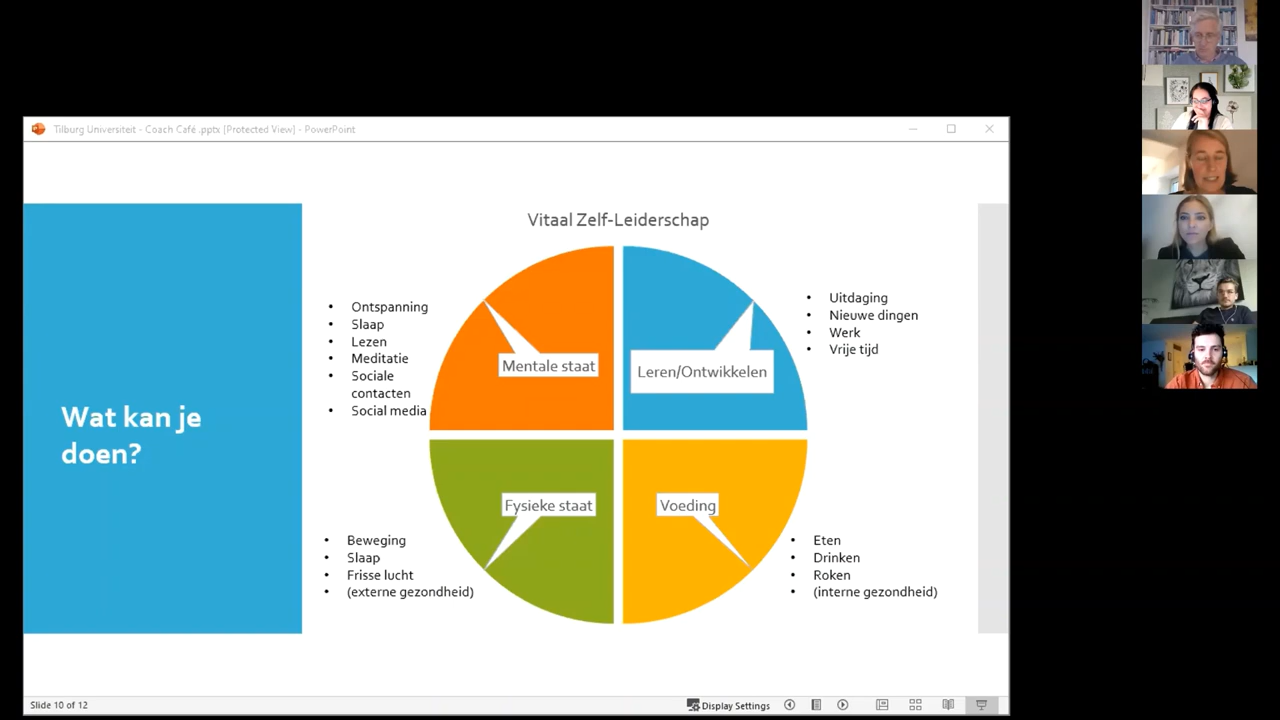 Tilburg Universiteit - Coach Café .pptx [Protected View] - PowerPoint
Wat kan je
doen?
Vitaal Zelf-Leiderschap
• Ontspanning
• Slaap
• Lezen
• Meditatie
• Sociale
contacten
• Social media
Mentale staat
Leren/Ontwikkelen
• Uitdaging
• Nieuwe dingen
• Werk
• Vrije tijd
Fysieke staat
Voeding
• Beweging
• Slaap
• Frisse lucht
• (externe gezondheid)
• Eten
• Drinken
• Roken
• (interne gezondheid)
Slide 10 of 12
Display Settings